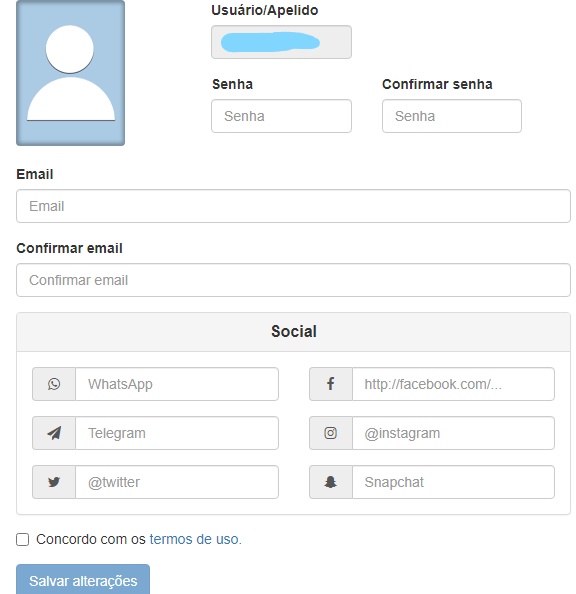 Usuário/Apelido
Senha Confirmar senha
Senha Senha
Email
Email
Confirmar email
Confirmar email
Social
WhatsApp http://facebook.com/...
Telegram @instagram
@twitter Snapchat
Concordo com os termos de uso.
Salvar alterações